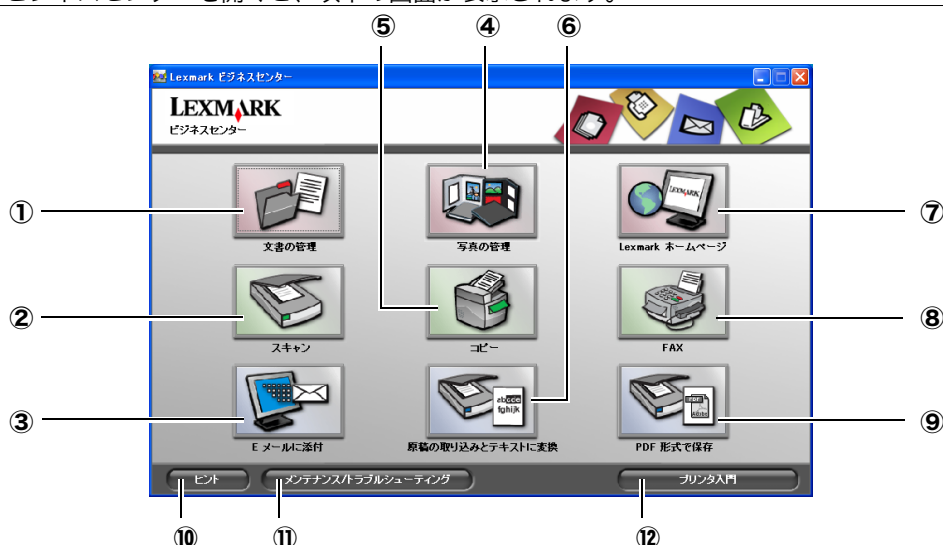 ⑤ ④ ⑥
Lexmark ビジネスセンター
LEXMARK
ビジネスセンター
LEXMARK
① ⑦
文書の管理 写真の管理 Lexmark ホームページ
② ⑧
スキャン コピー FAX
abcde
fghijk
PDF
Adobe
③ ⑨
E メールに添付 原稿の取り込みとテキストに変換 PDF 形式で保存
ヒント メンテナンス/トラブルシューティング プリンタ入門
⑩ ⑪ ⑫